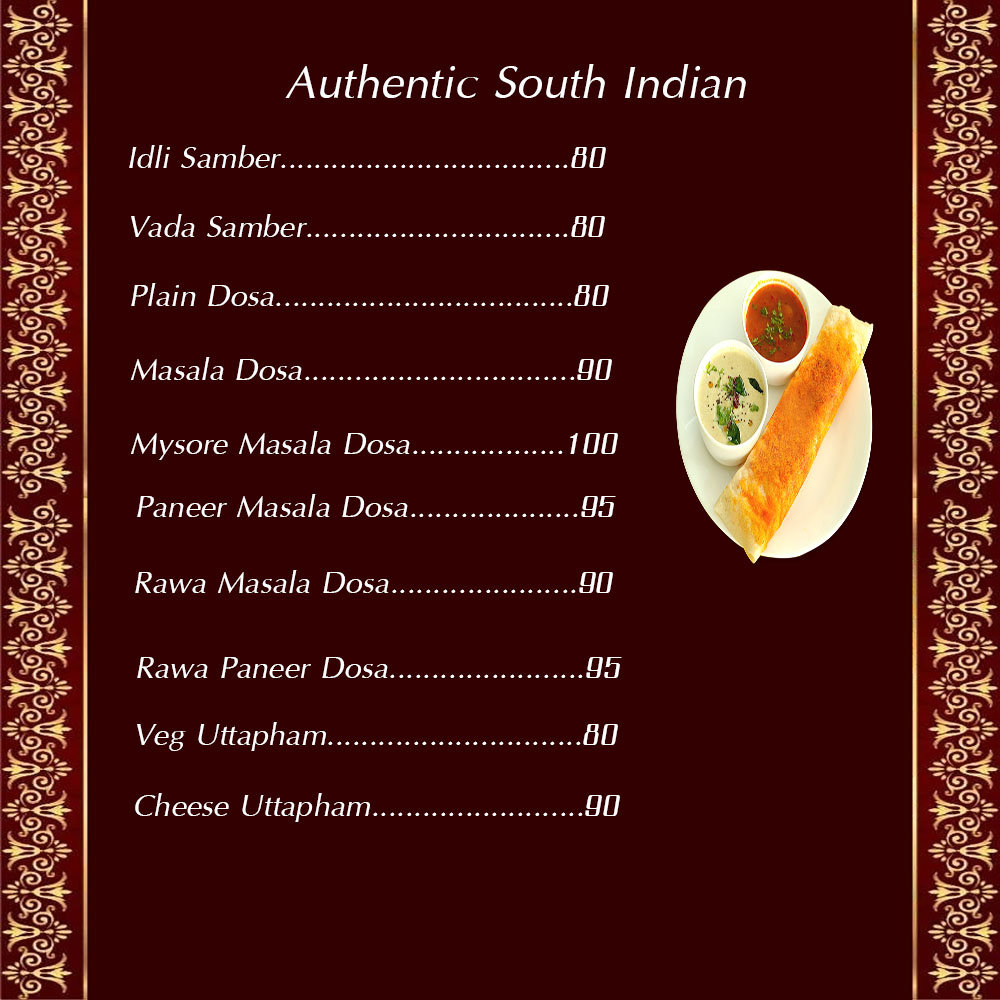 Authentic South Indian
Idli Samber.................................80
Vada Samber..............................80
Plain Dosa..................................80
Masala Dosa...............................90
Mysore Masala Dosa.................100
Paneer Masala Dosa...................95
Rawa Masala Dosa.....................90
Rawa Paneer Dosa......................95
Veg Uttapham.............................80
Cheese Uttapham........................90